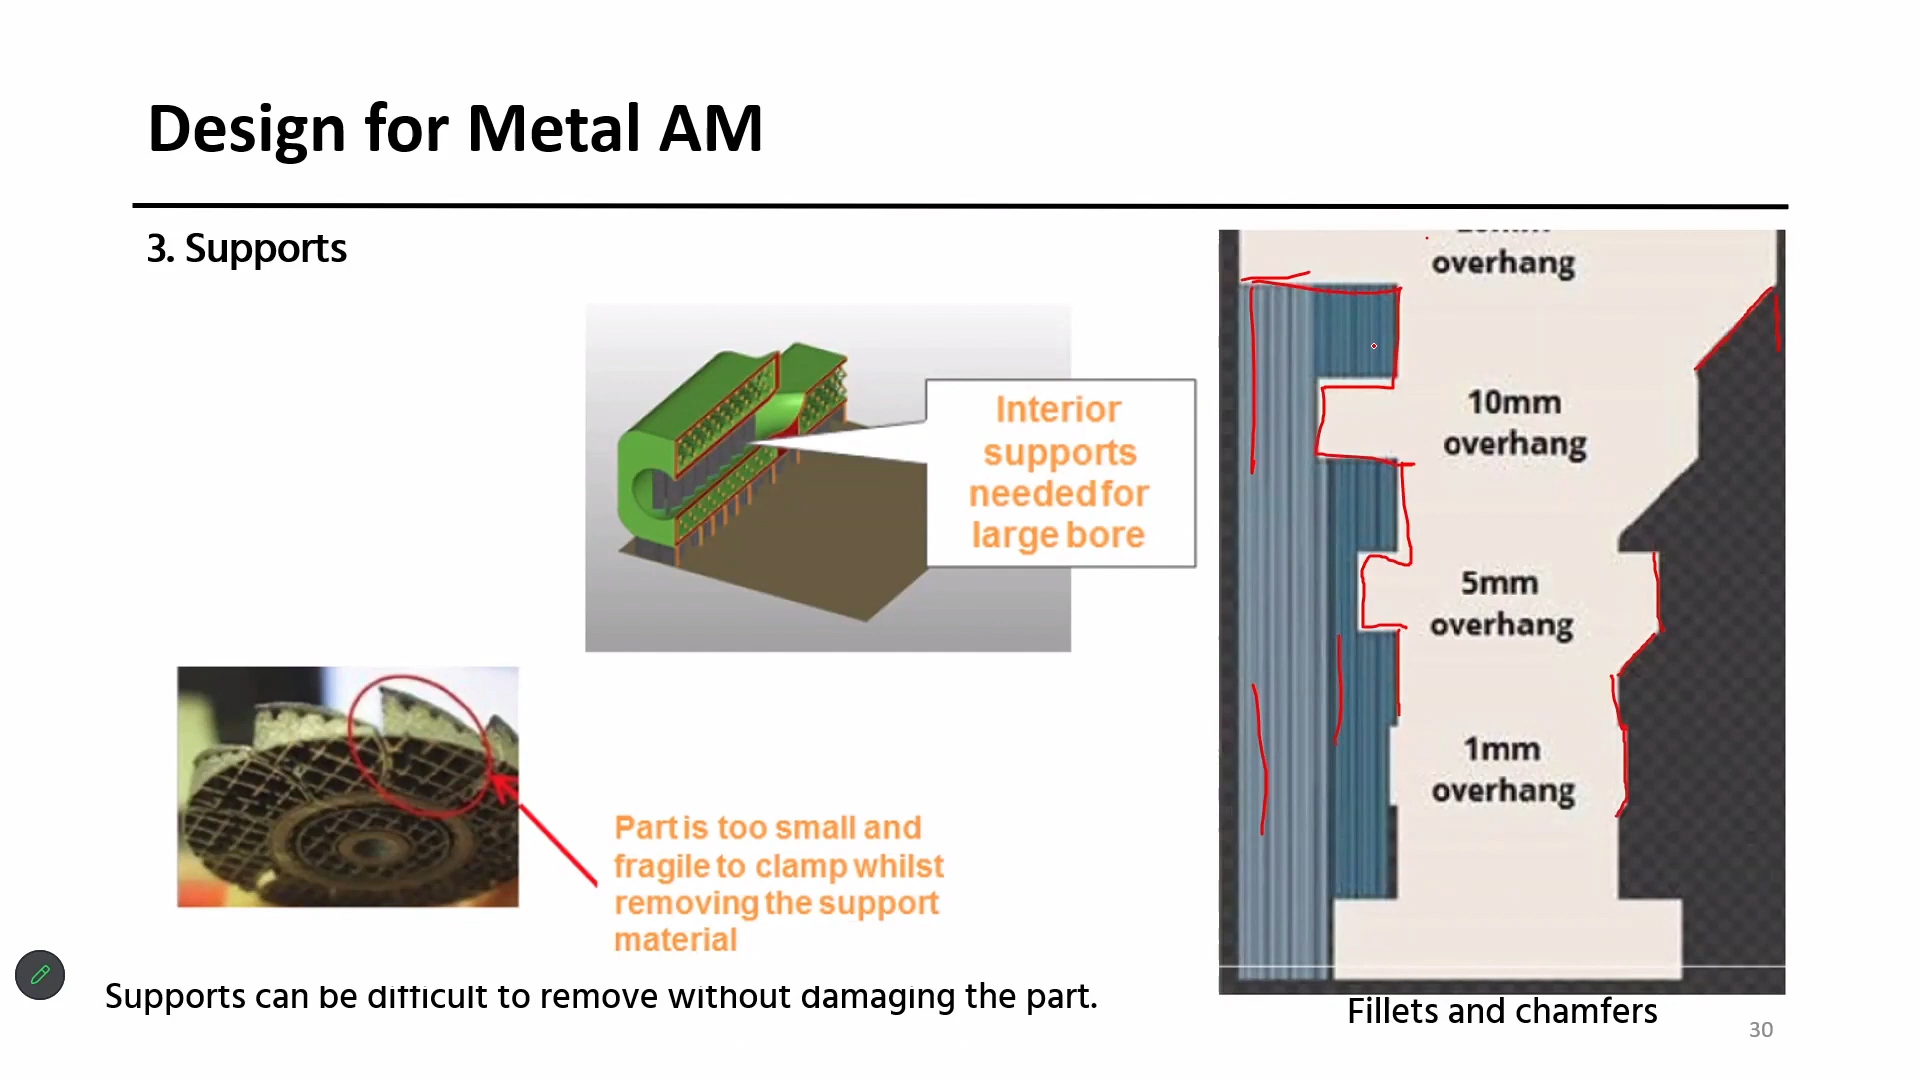 Design for Metal AM
3. Supports
Interior
supports
needed for
large bore
Part is too small and
fragile to clamp whilst
removing the support
material
Supports can be difficult to remove without damaging the part.
overhang
10mm
overhang
5mm
overhang
1mm
overhang
Fillets and chamfers
30